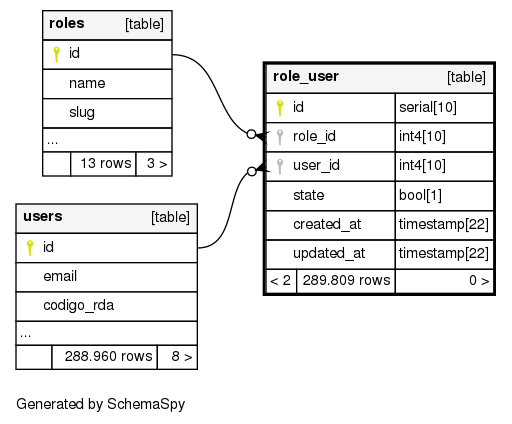 roles [table]
id
name
slug
...
13 rows 3 >
role_user [table]
id serial[10]
role_id int4[10]
user_id int4[10]
state bool[1]
created_at timestamp[22]
updated_at timestamp[22]
< 2 289.809 rows 0 >
users [table]
id
email
codigo_rda
...
288.960 rows 8 >
Generated by SchemaSpy